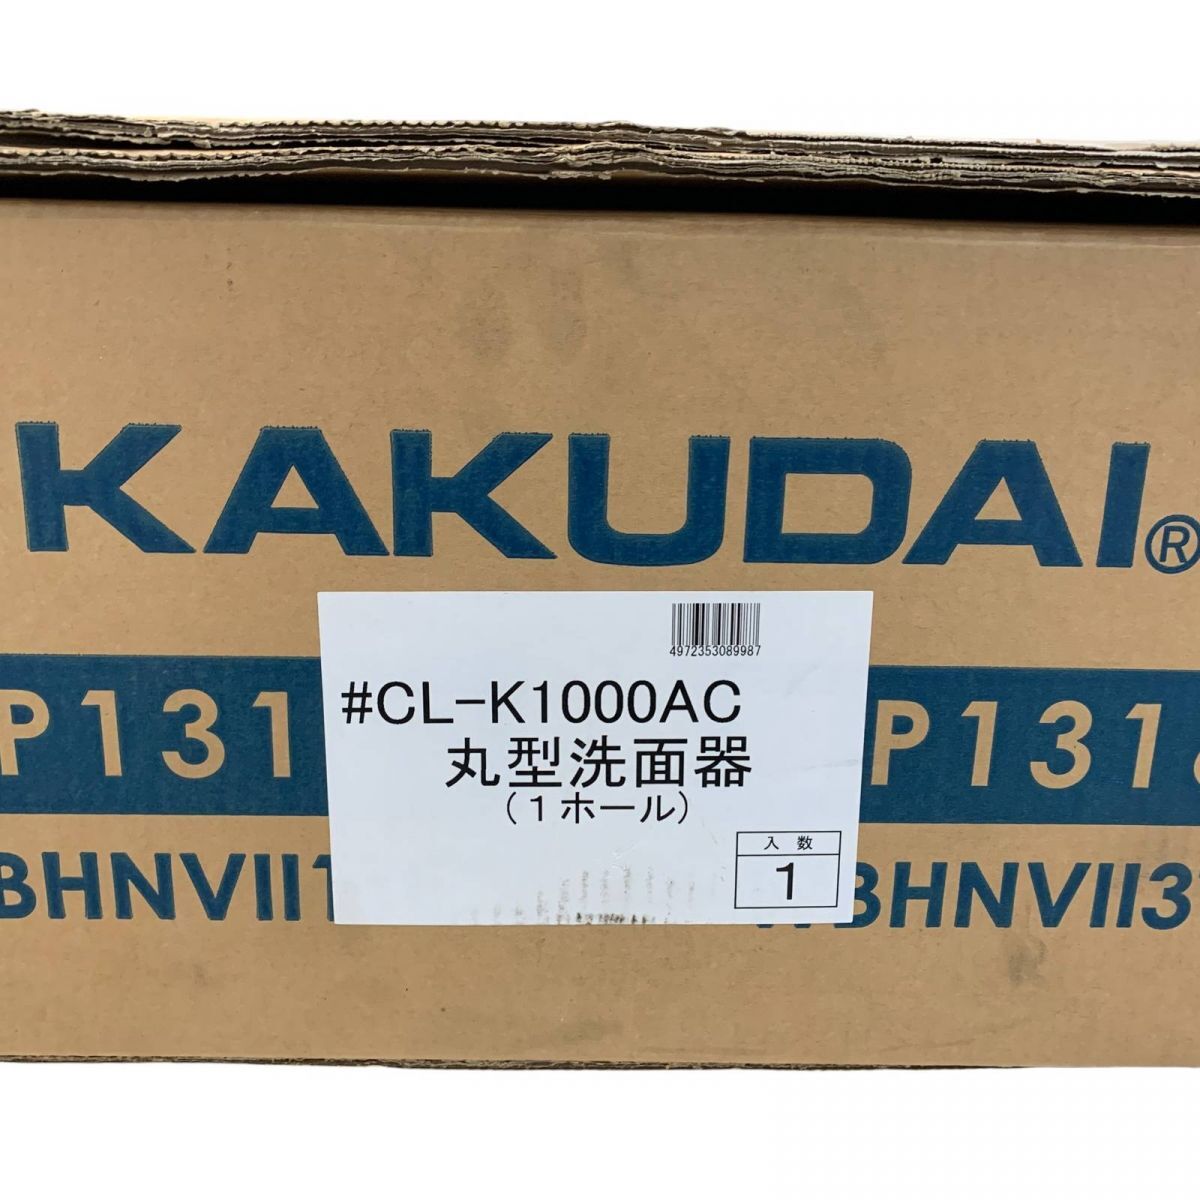 KAKUDAI®
4972353089987
#CL-K1000AC
丸型洗面器
(1ホール)
入数
1
P131
P131
BHNVII
BHNVII3